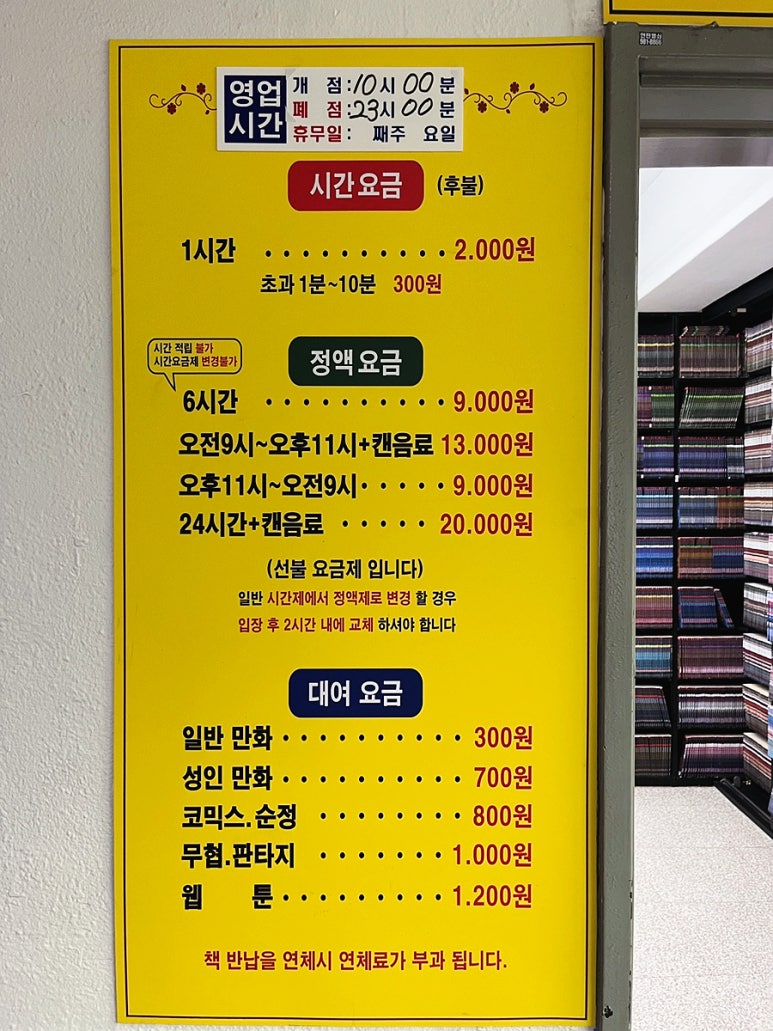 영업시간
개 점 : 10시 00분
폐 점 : 23시 00분
휴무일 : 째주 요일
시간요금 (후불)
1시간 · · · · · · · · · · 2.000원
초과 1분~10분 300원
시간 적립 불가
시간요금제 변경불가
정액요금
6시간 · · · · · · · · · · 9.000원
오전9시~오후11시+캔음료 13.000원
오후11시~오전9시 · · · · · 9.000원
24시간+캔음료 · · · · · 20.000원
(선불 요금제 입니다)
일반 시간제에서 정액제로 변경 할 경우
입장 후 2시간 내에 교체 하셔야 합니다
대여 요금
일반 만화 · · · · · · · · · · 300원
성인 만화 · · · · · · · · · · 700원
코믹스.순정 · · · · · · · · 800원
무협.판타지 · · · · · · · 1.000원
웹 툰 · · · · · · · · · 1.200원
책 반납을 연체시 연체료가 부과 됩니다.